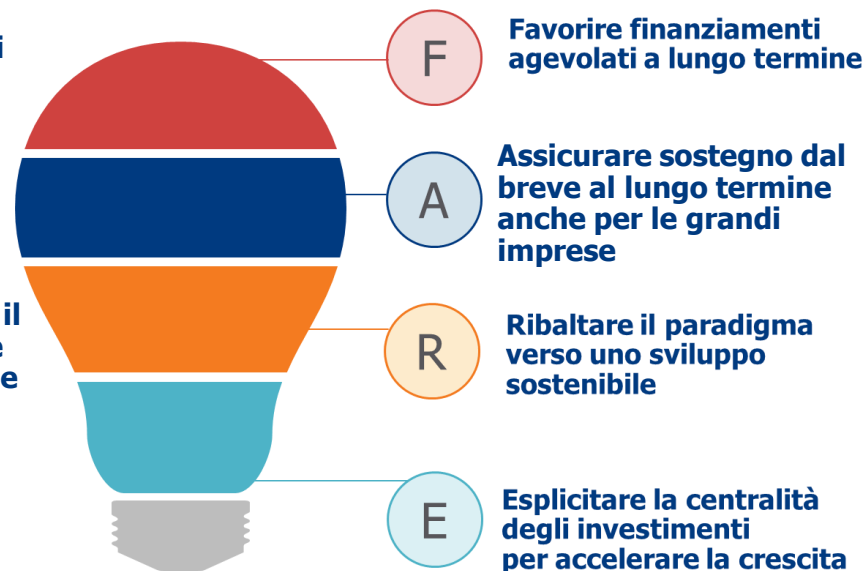 i
il
e
e
F
Favorire finanziamenti
agevolati a lungo termine
A
Assicurare sostegno dal
breve al lungo termine
anche per le grandi
imprese
R
Ribaltare il paradigma
verso uno sviluppo
sostenibile
E
Esplicitare la centralità
degli investimenti
per accelerare la crescita